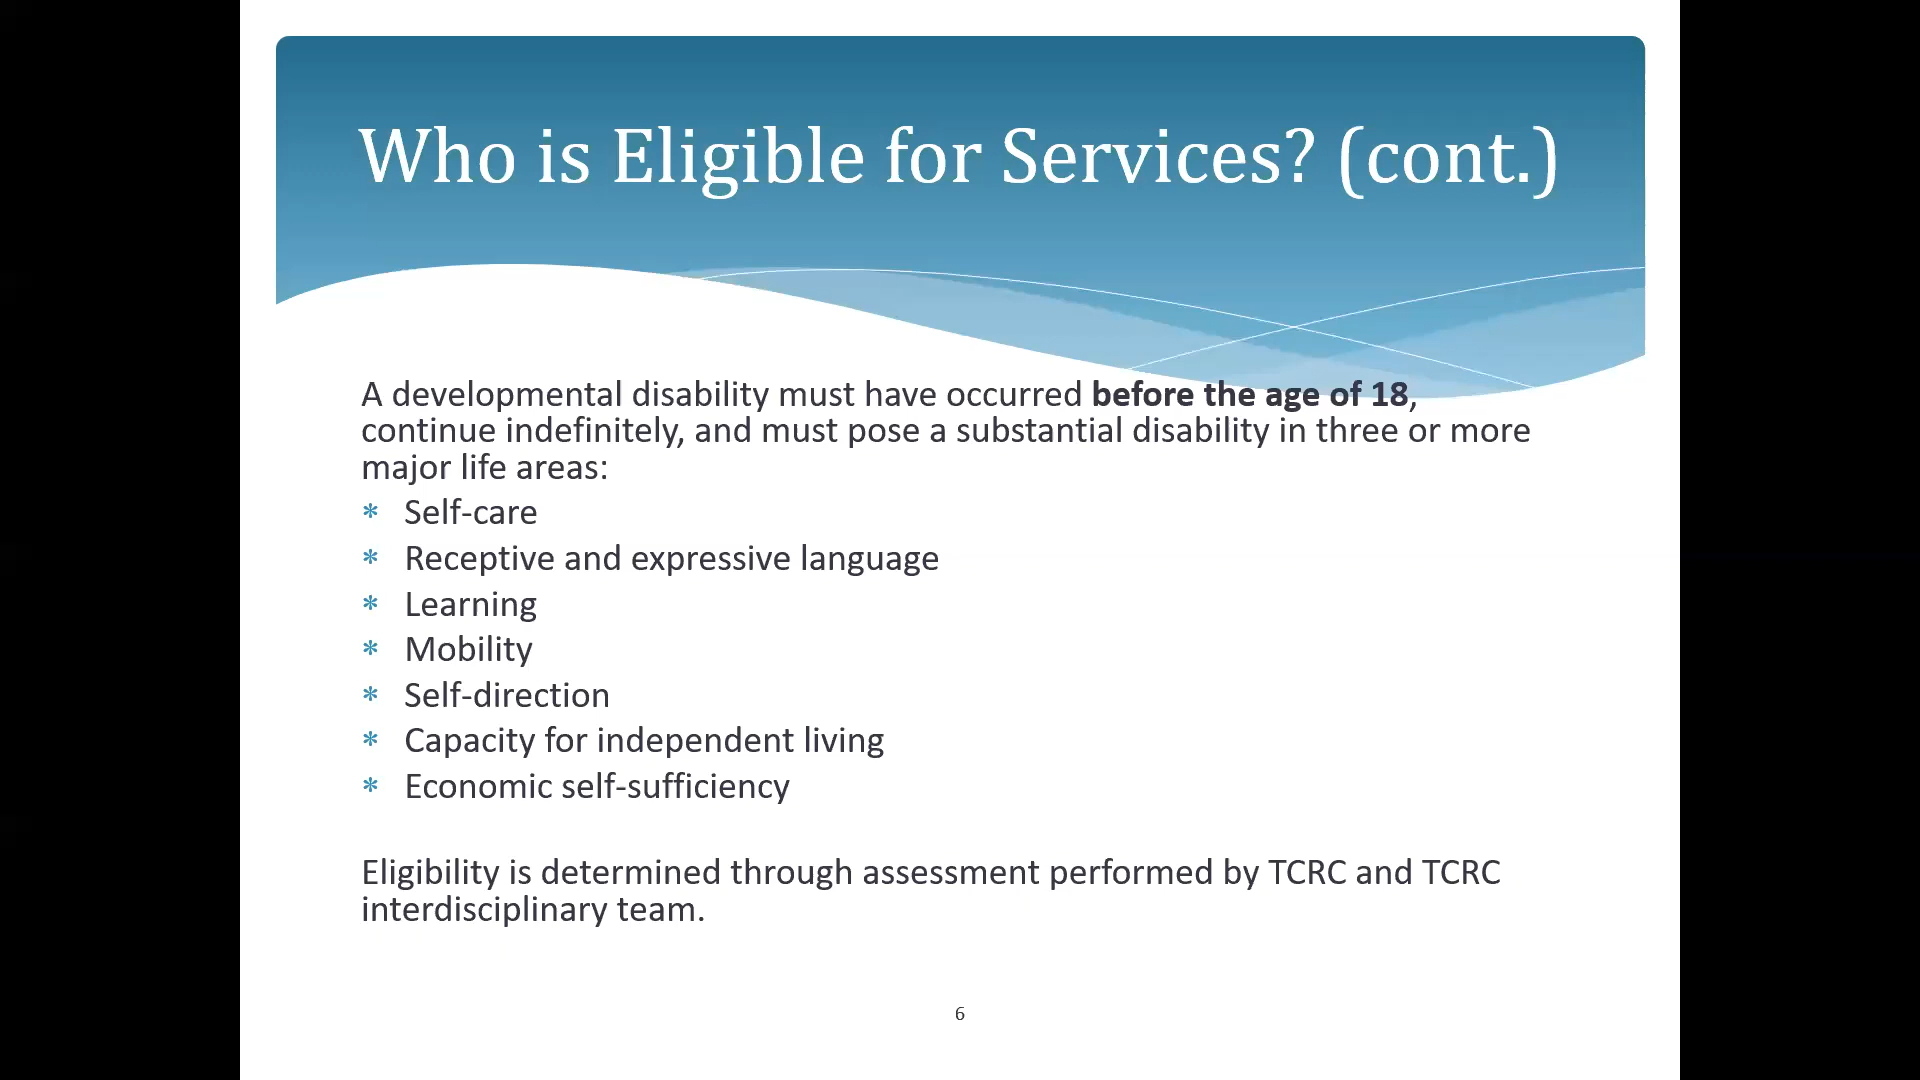 Who is Eligible for Services? (cont.)
A developmental disability must have occurred before the age of 18,
continue indefinitely, and must pose a substantial disability in three or more
major life areas:
* Self-care
* Receptive and expressive language
* Learning
* Mobility
* Self-direction
* Capacity for independent living
* Economic self-sufficiency
Eligibility is determined through assessment performed by TCRC and TCRC
interdisciplinary team.
6